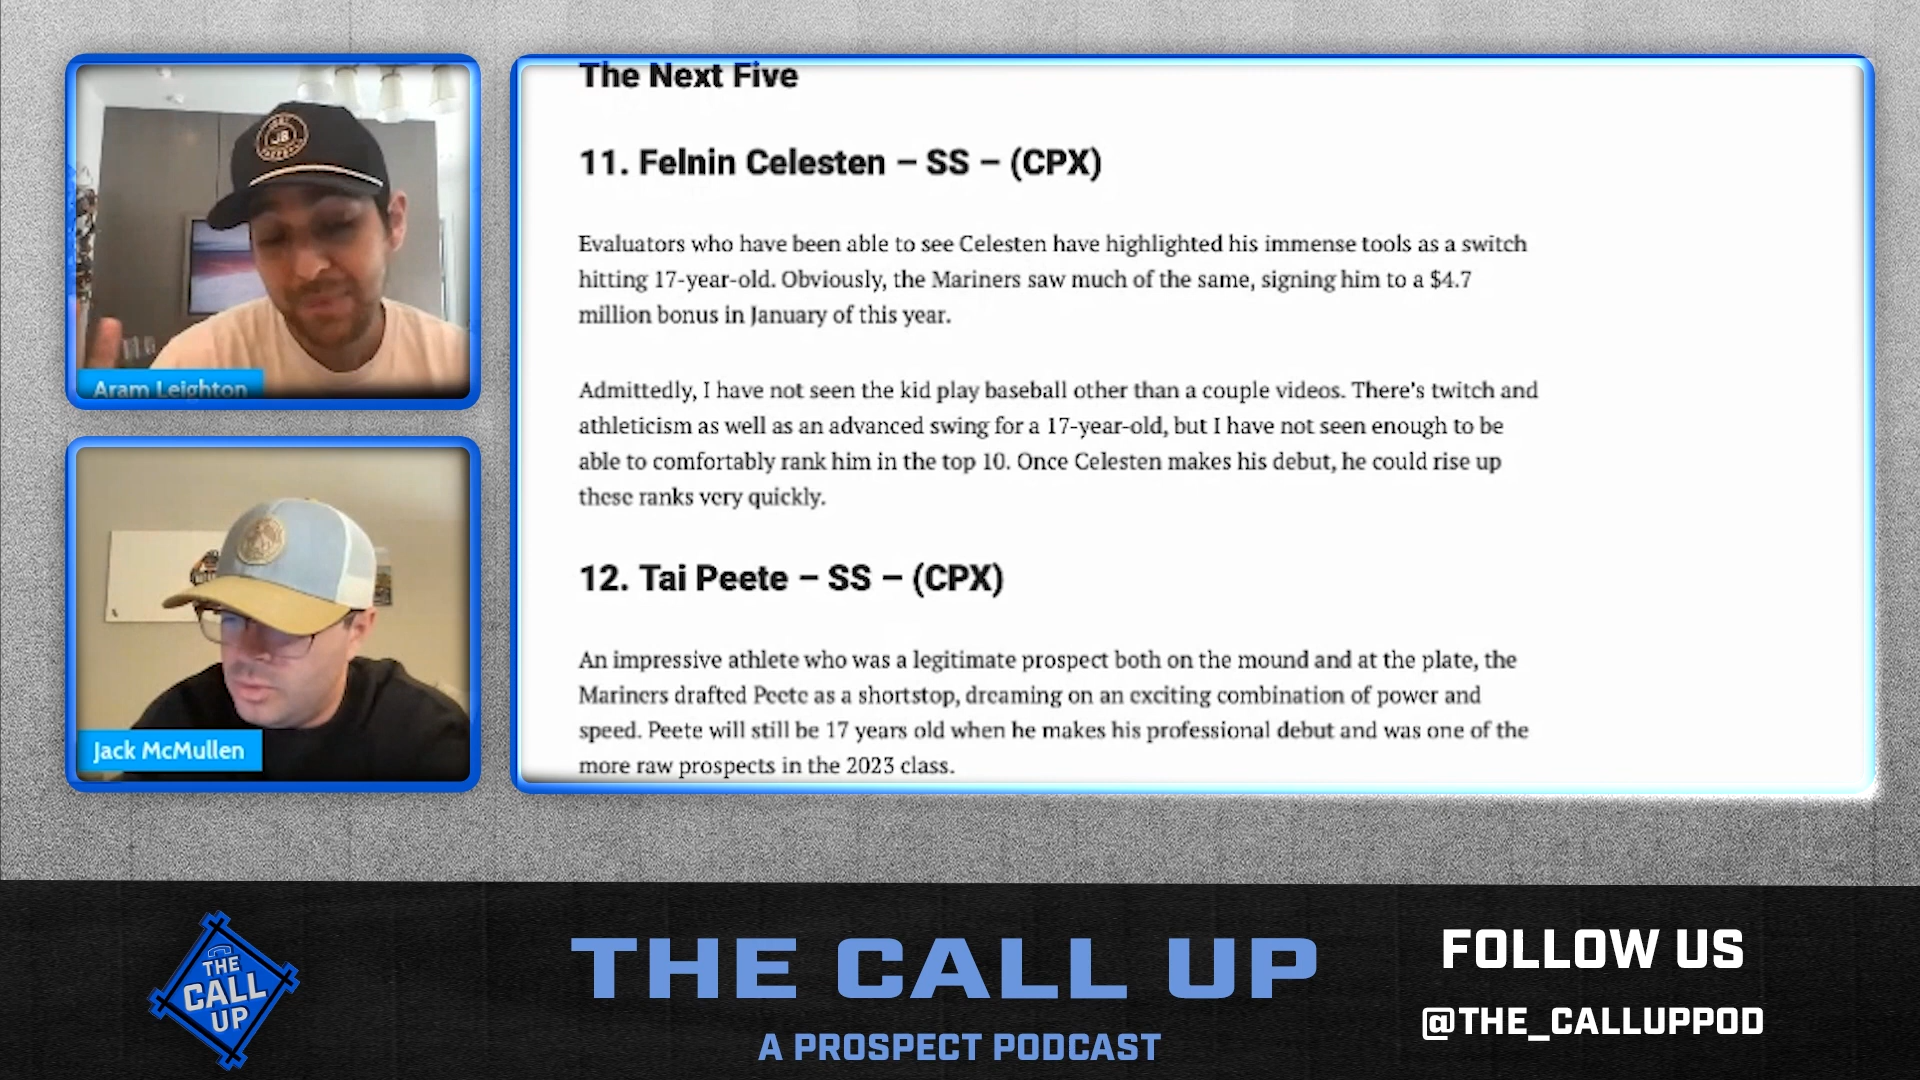 JB
Aram Leighton
Jack McMullen
The Next Five
11. Felnin Celesten – SS – (CPX)
Evaluators who have been able to see Celesten have highlighted his immense tools as a switch
hitting 17-year-old. Obviously, the Mariners saw much of the same, signing him to a $4.7
million bonus in January of this year.
Admittedly, I have not seen the kid play baseball other than a couple videos. There's twitch and
athleticism as well as an advanced swing for a 17-year-old, but I have not seen enough to be
able to comfortably rank him in the top 10. Once Celesten makes his debut, he could rise up
these ranks very quickly.
12. Tai Peete – SS – (CPX)
An impressive athlete who was a legitimate prospect both on the mound and at the plate, the
Mariners drafted Peete as a shortstop, dreaming on an exciting combination of power and
speed. Peete will still be 17 years old when he makes his professional debut and was one of the
more raw prospects in the 2023 class.
THE
CALL
UP
THE CALL UP
A PROSPECT PODCAST
FOLLOW US
@THE_CALLUPPOD